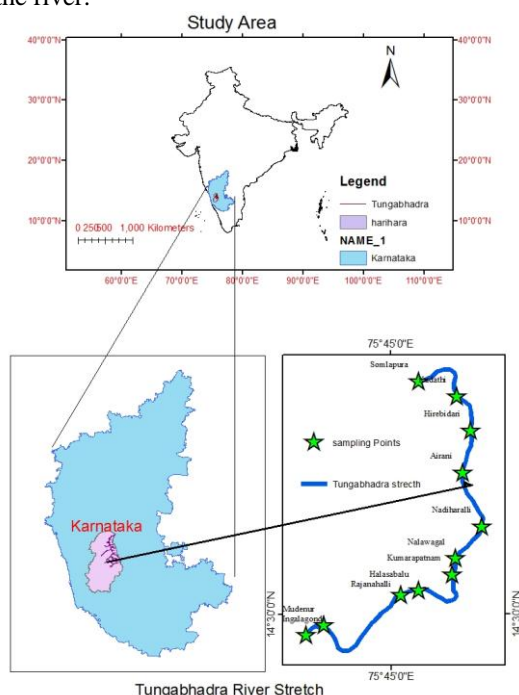 the river.
Study Area
40°0'0"N
40°0'0"N
N
30°0'0"N
30°0'0"N
20°0'0"N
20°0'0"N
Legend
Tungabhadra
harihara
NAME_1
Karnataka
10°0'0"N
10°0'0"N
0 250500 1,000 Kilometers
60°0'0"E 70°0'0"E 80°0'0"E 90°0'0"E 100°0'0"E 110°0'0"E
75°45'0"E
Somlapura
Hirebidari
sampling Points
Airani
Tungabhadra strecth
Nadiharalli
Karnataka
Nalawagal
Kumarapatnam
Halasabalu
Rajanahalli
Mudenur
Ingalagondi
14°30'0"N
14°30'0"N
75°45'0"E
Tungabhadra River Stretch